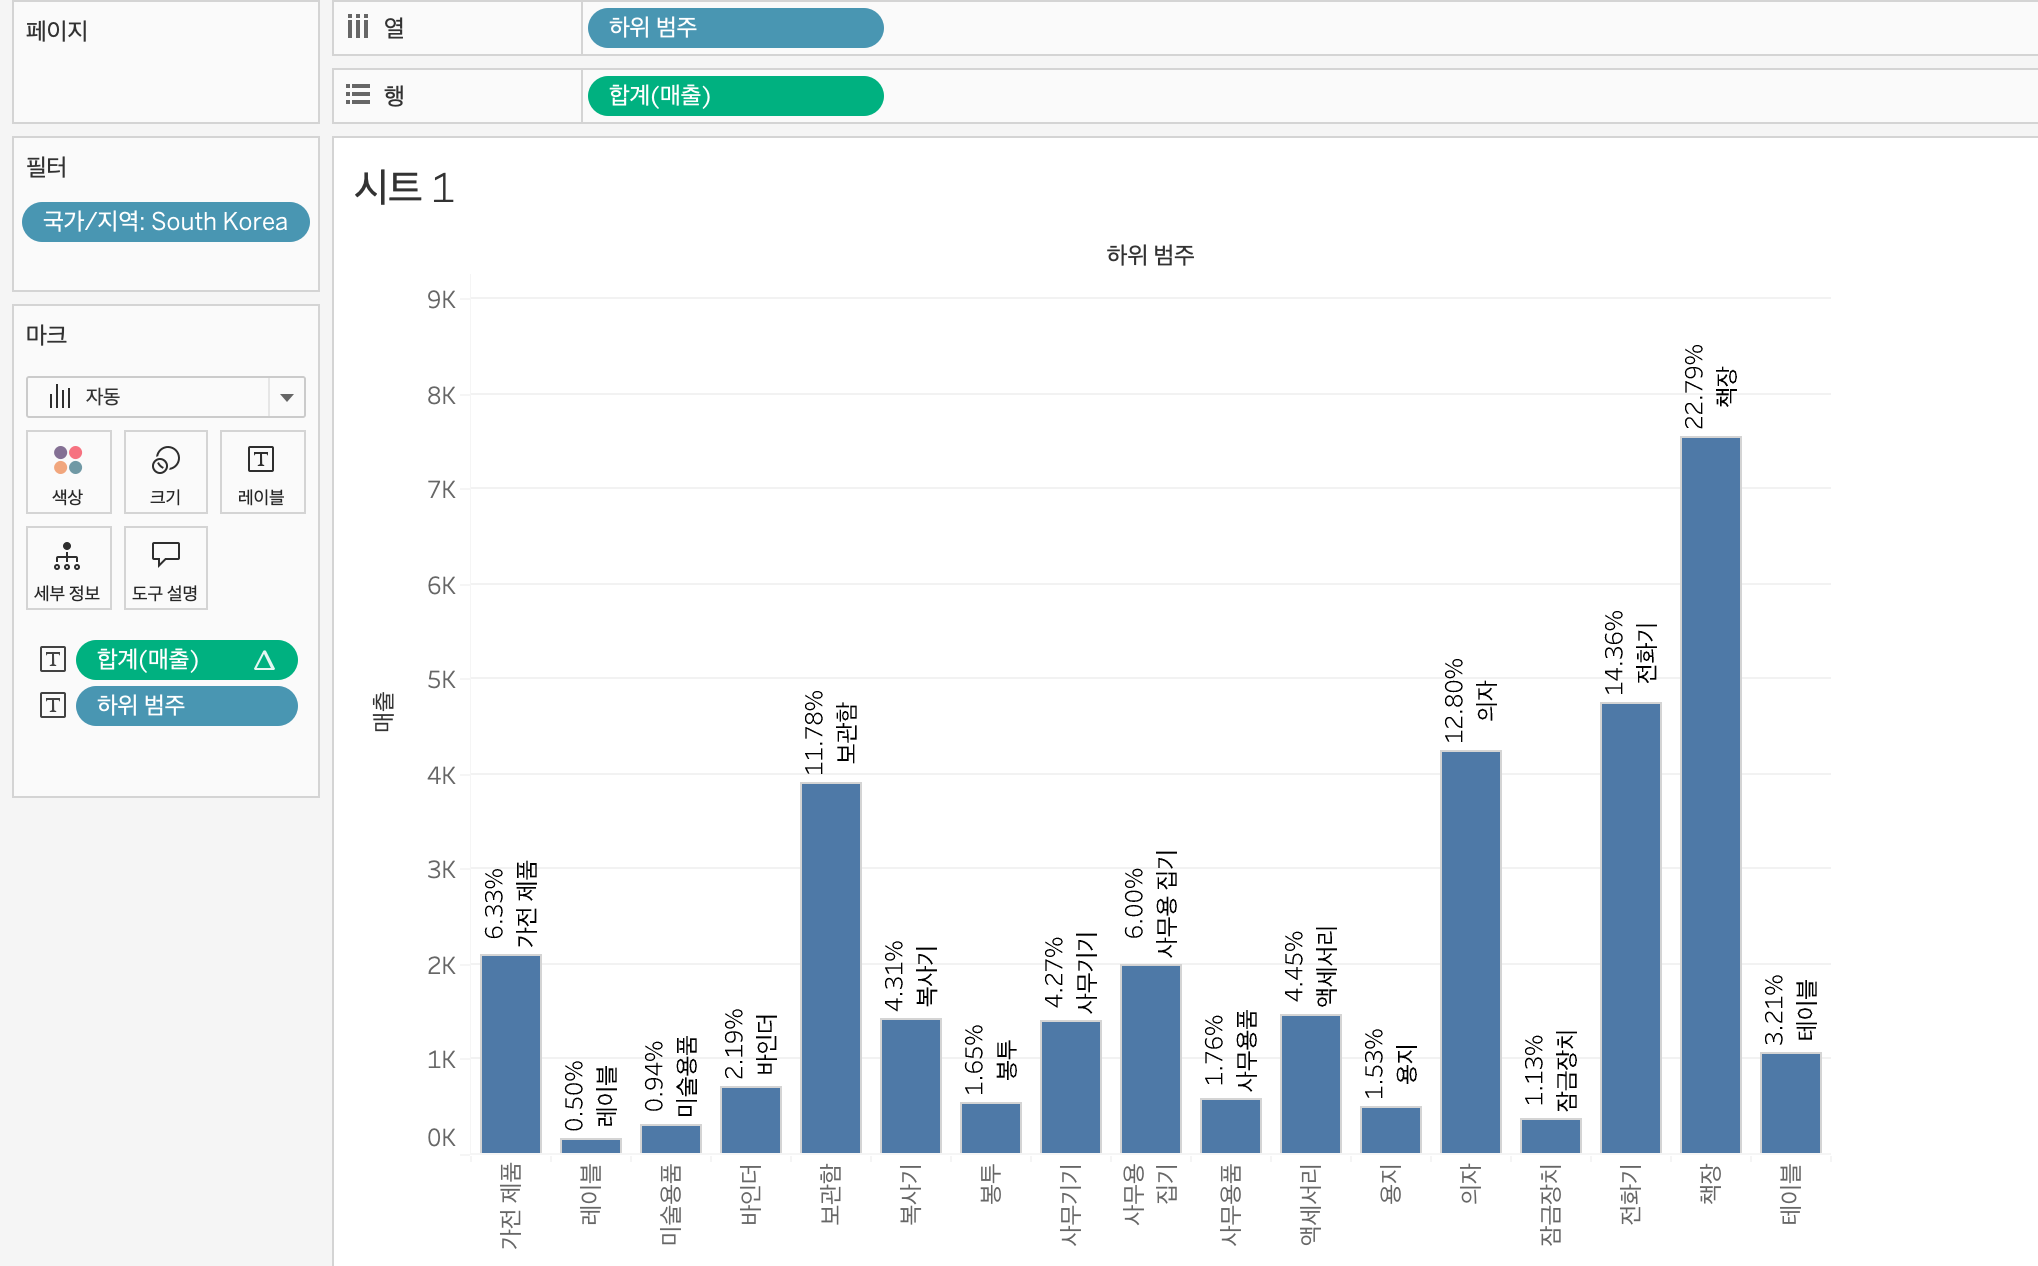 페이지
열
하위 범주
행
합계(매출)
필터
국가/지역: South Korea
마크
자동
색상
크기
레이블
세부 정보
도구 설명
T
합계(매출) △
T
하위 범주
시트 1
하위 범주
매출
9K
8K
7K
6K
5K
4K
3K
2K
1K
0K
6.33%
가전 제품
0.50%
레이블
0.94%
미술용품
2.19%
바인더
11.78%
보관함
4.31%
복사기
1.65%
봉투
4.27%
사무기기
6.00%
사무용 집기
1.76%
사무용품
4.45%
액세서리
1.53%
용지
12.80%
의자
1.13%
잠금장치
14.36%
전화기
22.79%
책장
3.21%
테이블
가전 제품
레이블
미술용품
바인더
보관함
복사기
봉투
사무기기
사무용
집기
사무용품
액세서리
용지
의자
잠금장치
전화기
책장
테이블